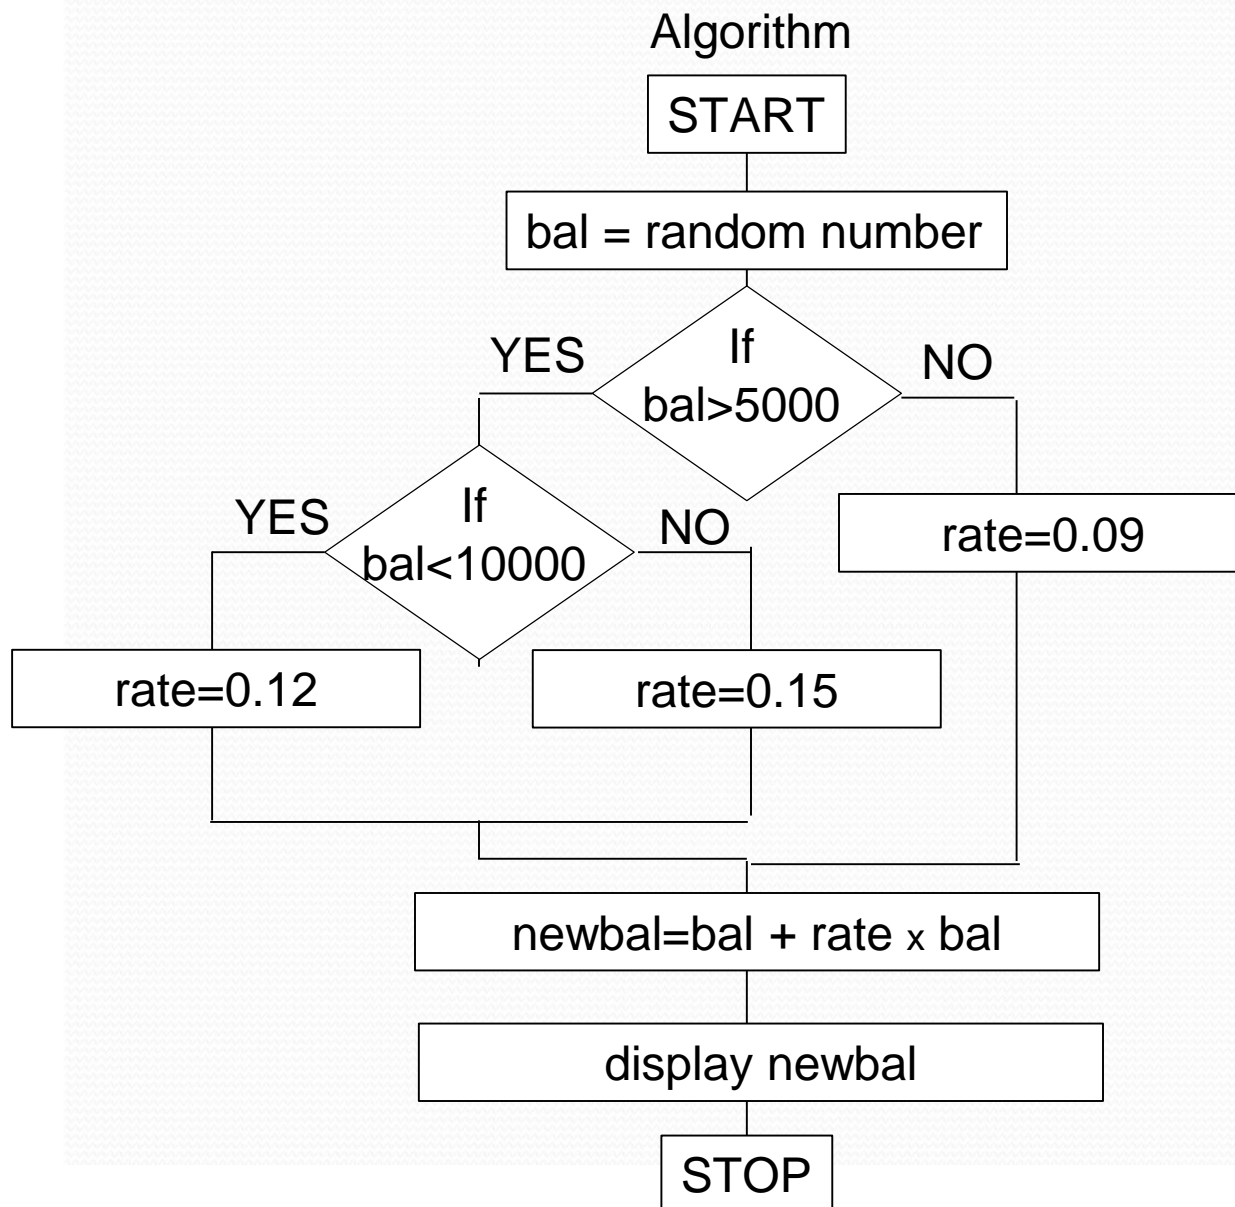 Algorithm
START
bal = random number
If
bal>5000
YES
NO
If
bal<10000
YES
NO
rate=0.09
rate=0.12
rate=0.15
newbal=bal + rate x bal
display newbal
STOP